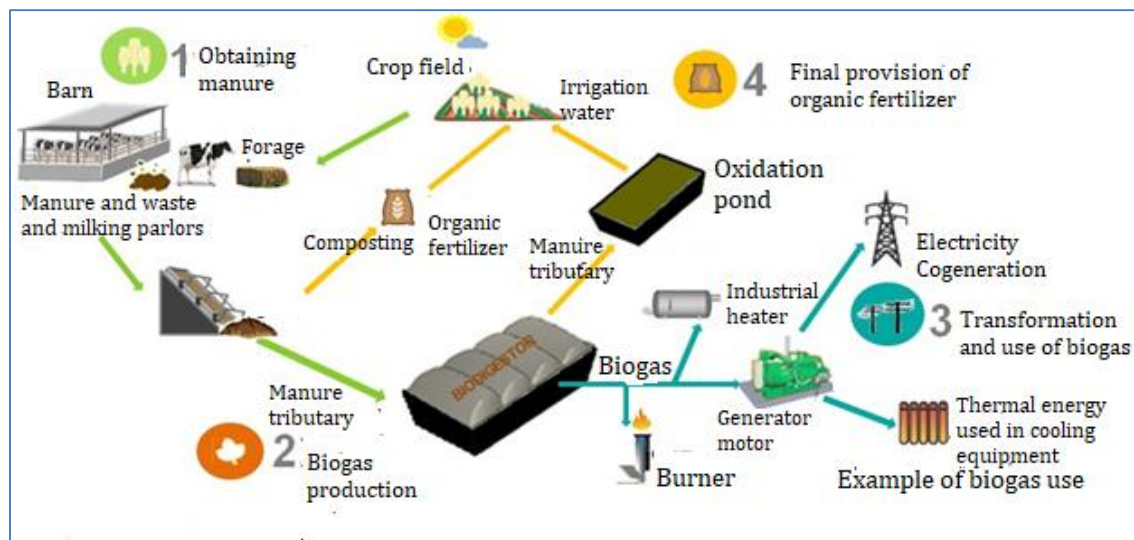 1 Obtaining
manure
Barn
Forage
Manure and waste
and milking parlors
Crop field
Irrigation
water
4 Final provision of
organic fertilizer
Oxidation
pond
Composting
Organic
fertilizer
Manure
tributary
Electricity
Cogeneration
Industrial
heater
3 Transformation
and use of biogas
BIODIGESTOR
Biogas
Manure
tributary
2 Biogas
production
Generator
motor
Burner
Thermal energy
used in cooling
equipment
Example of biogas use